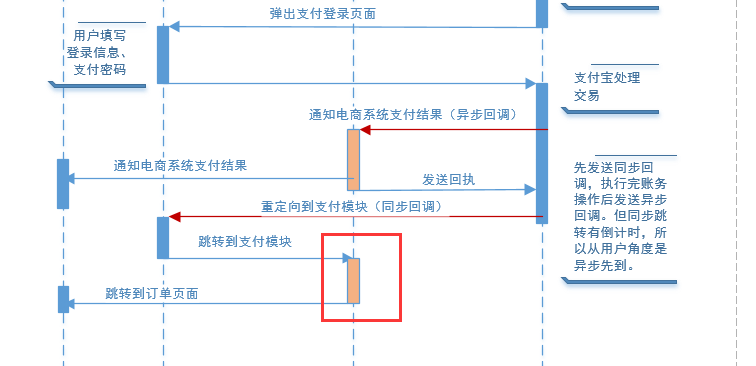 弹出支付登录页面
用户填写
登录信息、
支付密码
支付宝处理
交易
通知电商系统支付结果（异步回调）
通知电商系统支付结果
发送回执
先发送同步回
调，执行完账务
操作后发送异步
回调。但同步跳
转有倒计时，所
以从用户角度是
异步先到。
重定向到支付模块（同步回调）
跳转到支付模块
跳转到订单页面